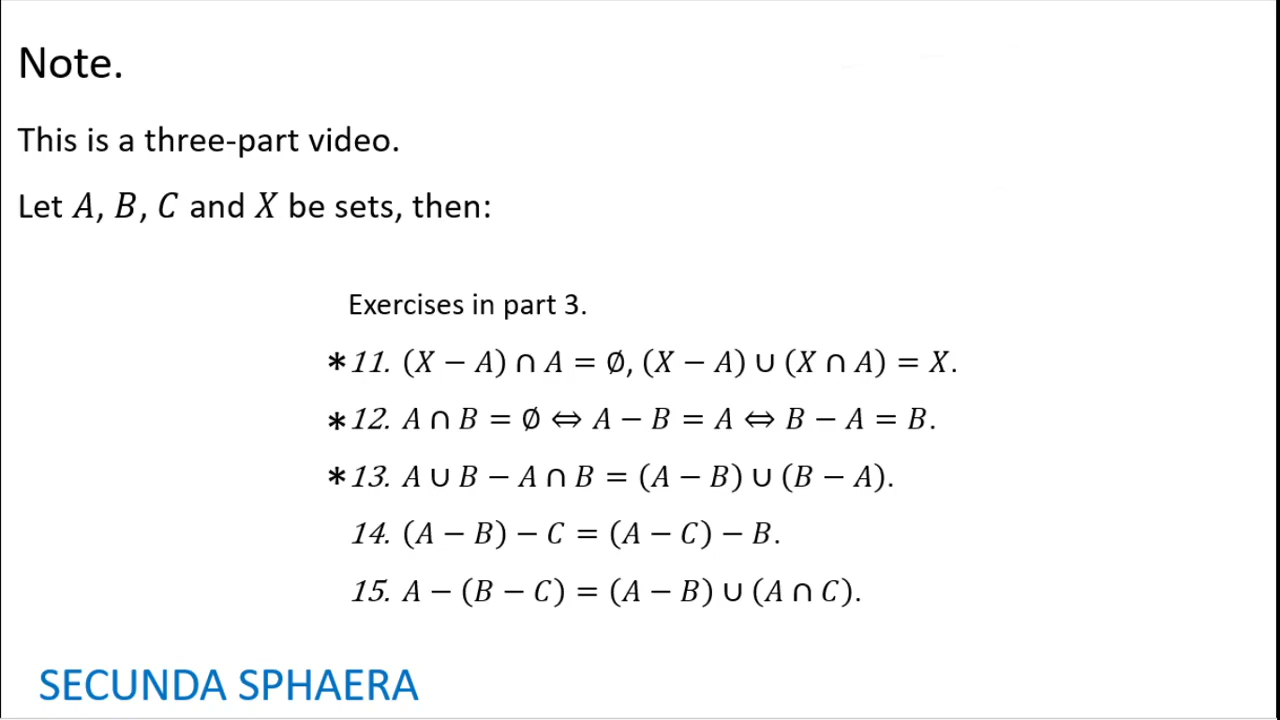 Note.
This is a three-part video.
Let A, B, C and X be sets, then:
Exercises in part 3.
*11. (X − A) ∩ A = ∅, (X − A) ∪ (X ∩ A) = X.
*12. A ∩ B = ∅ ⇔ A − B = A ⇔ B − A = B.
*13. A ∪ B − A ∩ B = (A − B) ∪ (B − A).
14. (A − B) − C = (A − C) − B.
15. A − (B − C) = (A − B) ∪ (A ∩ C).
SECUNDA SPHAERA